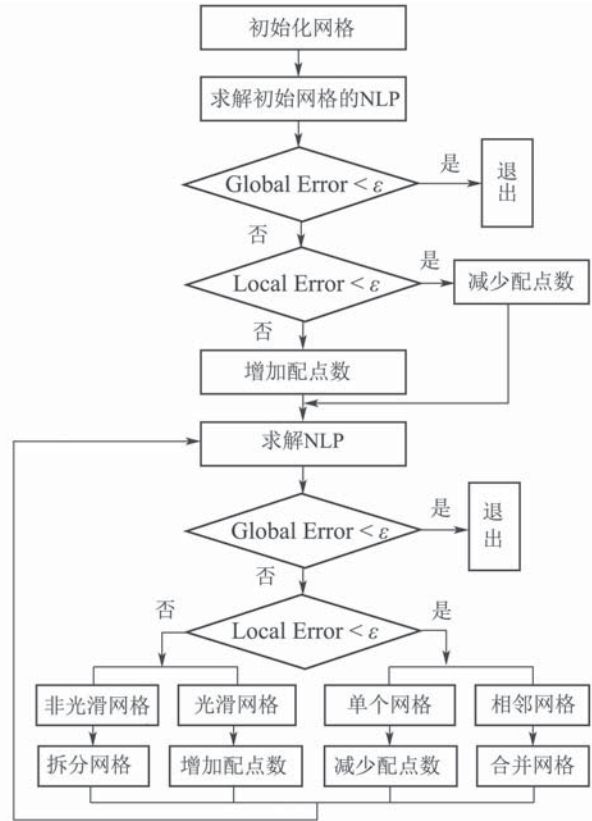 初始化网格
求解初始网格的NLP
Global Error < ε
是
退
出
否
Local Error < ε
是
减少配点数
否
增加配点数
求解NLP
Global Error < ε
是
退
出
否
Local Error < ε
否
是
非光滑网格
光滑网格
单个网格
相邻网格
拆分网格
增加配点数
减少配点数
合并网格